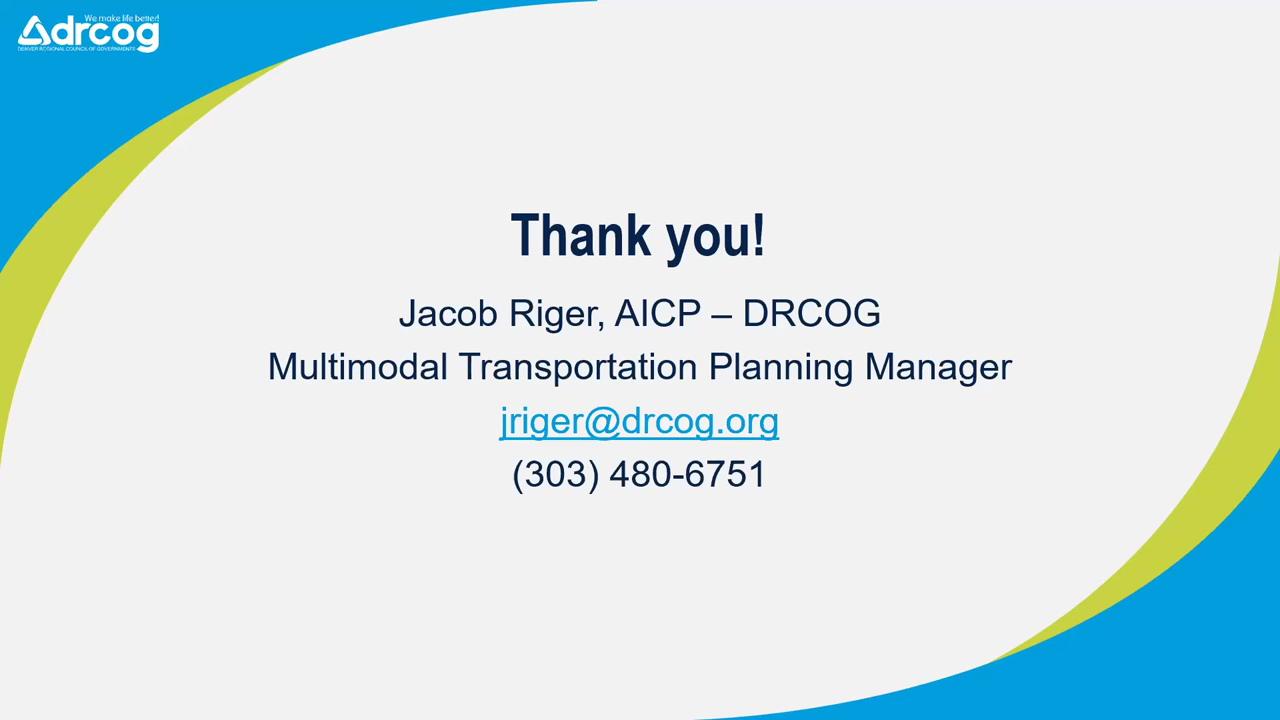 We make life better!
drcog
DENVER REGIONAL COUNCIL OF GOVERNMENTS
Thank you!
Jacob Riger, AICP – DRCOG
Multimodal Transportation Planning Manager
jriger@drcog.org
(303) 480-6751